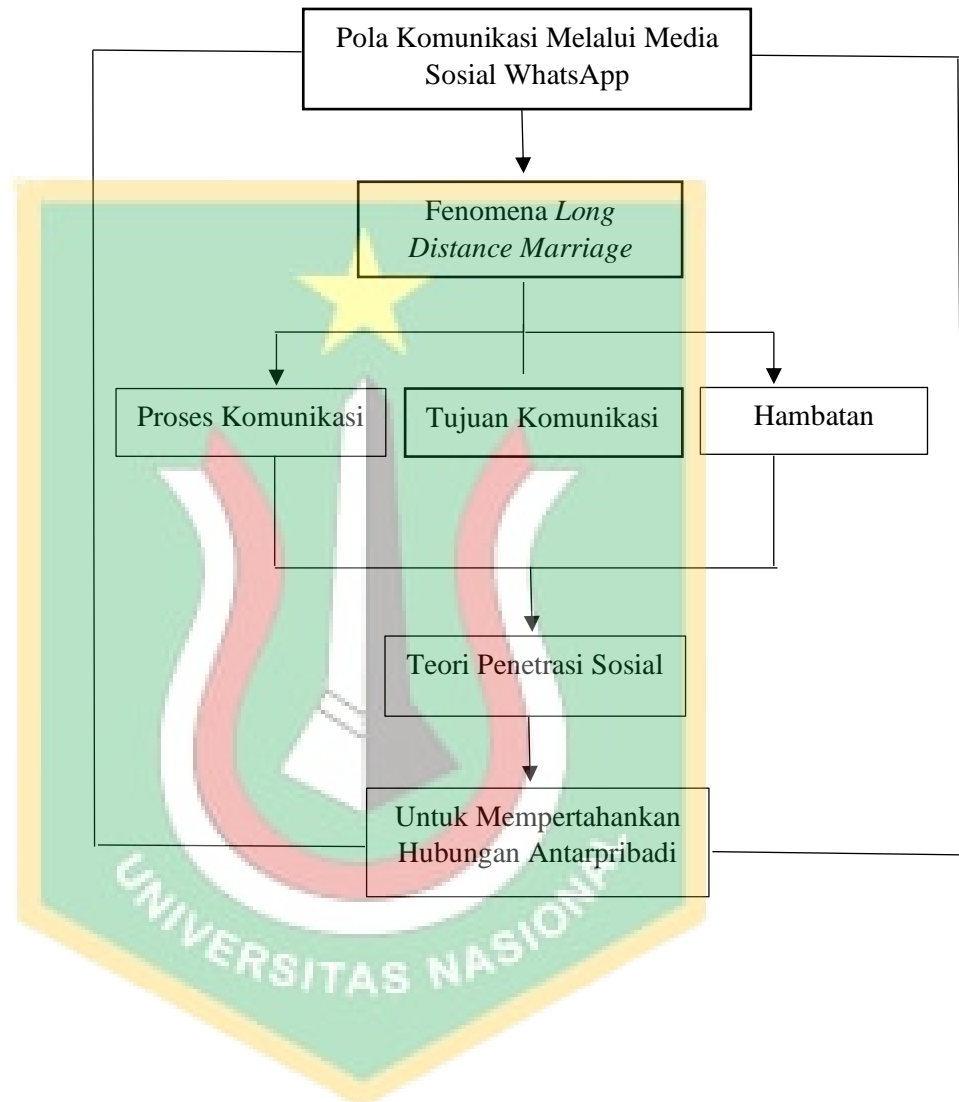 Pola Komunikasi Melalui Media
Sosial WhatsApp
Fenomena Long
Distance Marriage
Proses Komunikasi
Tujuan Komunikasi
Hambatan
Teori Penetrasi Sosial
Untuk Mempertahankan
Hubungan Antarpribadi
UNIVERSITAS NASIONAL